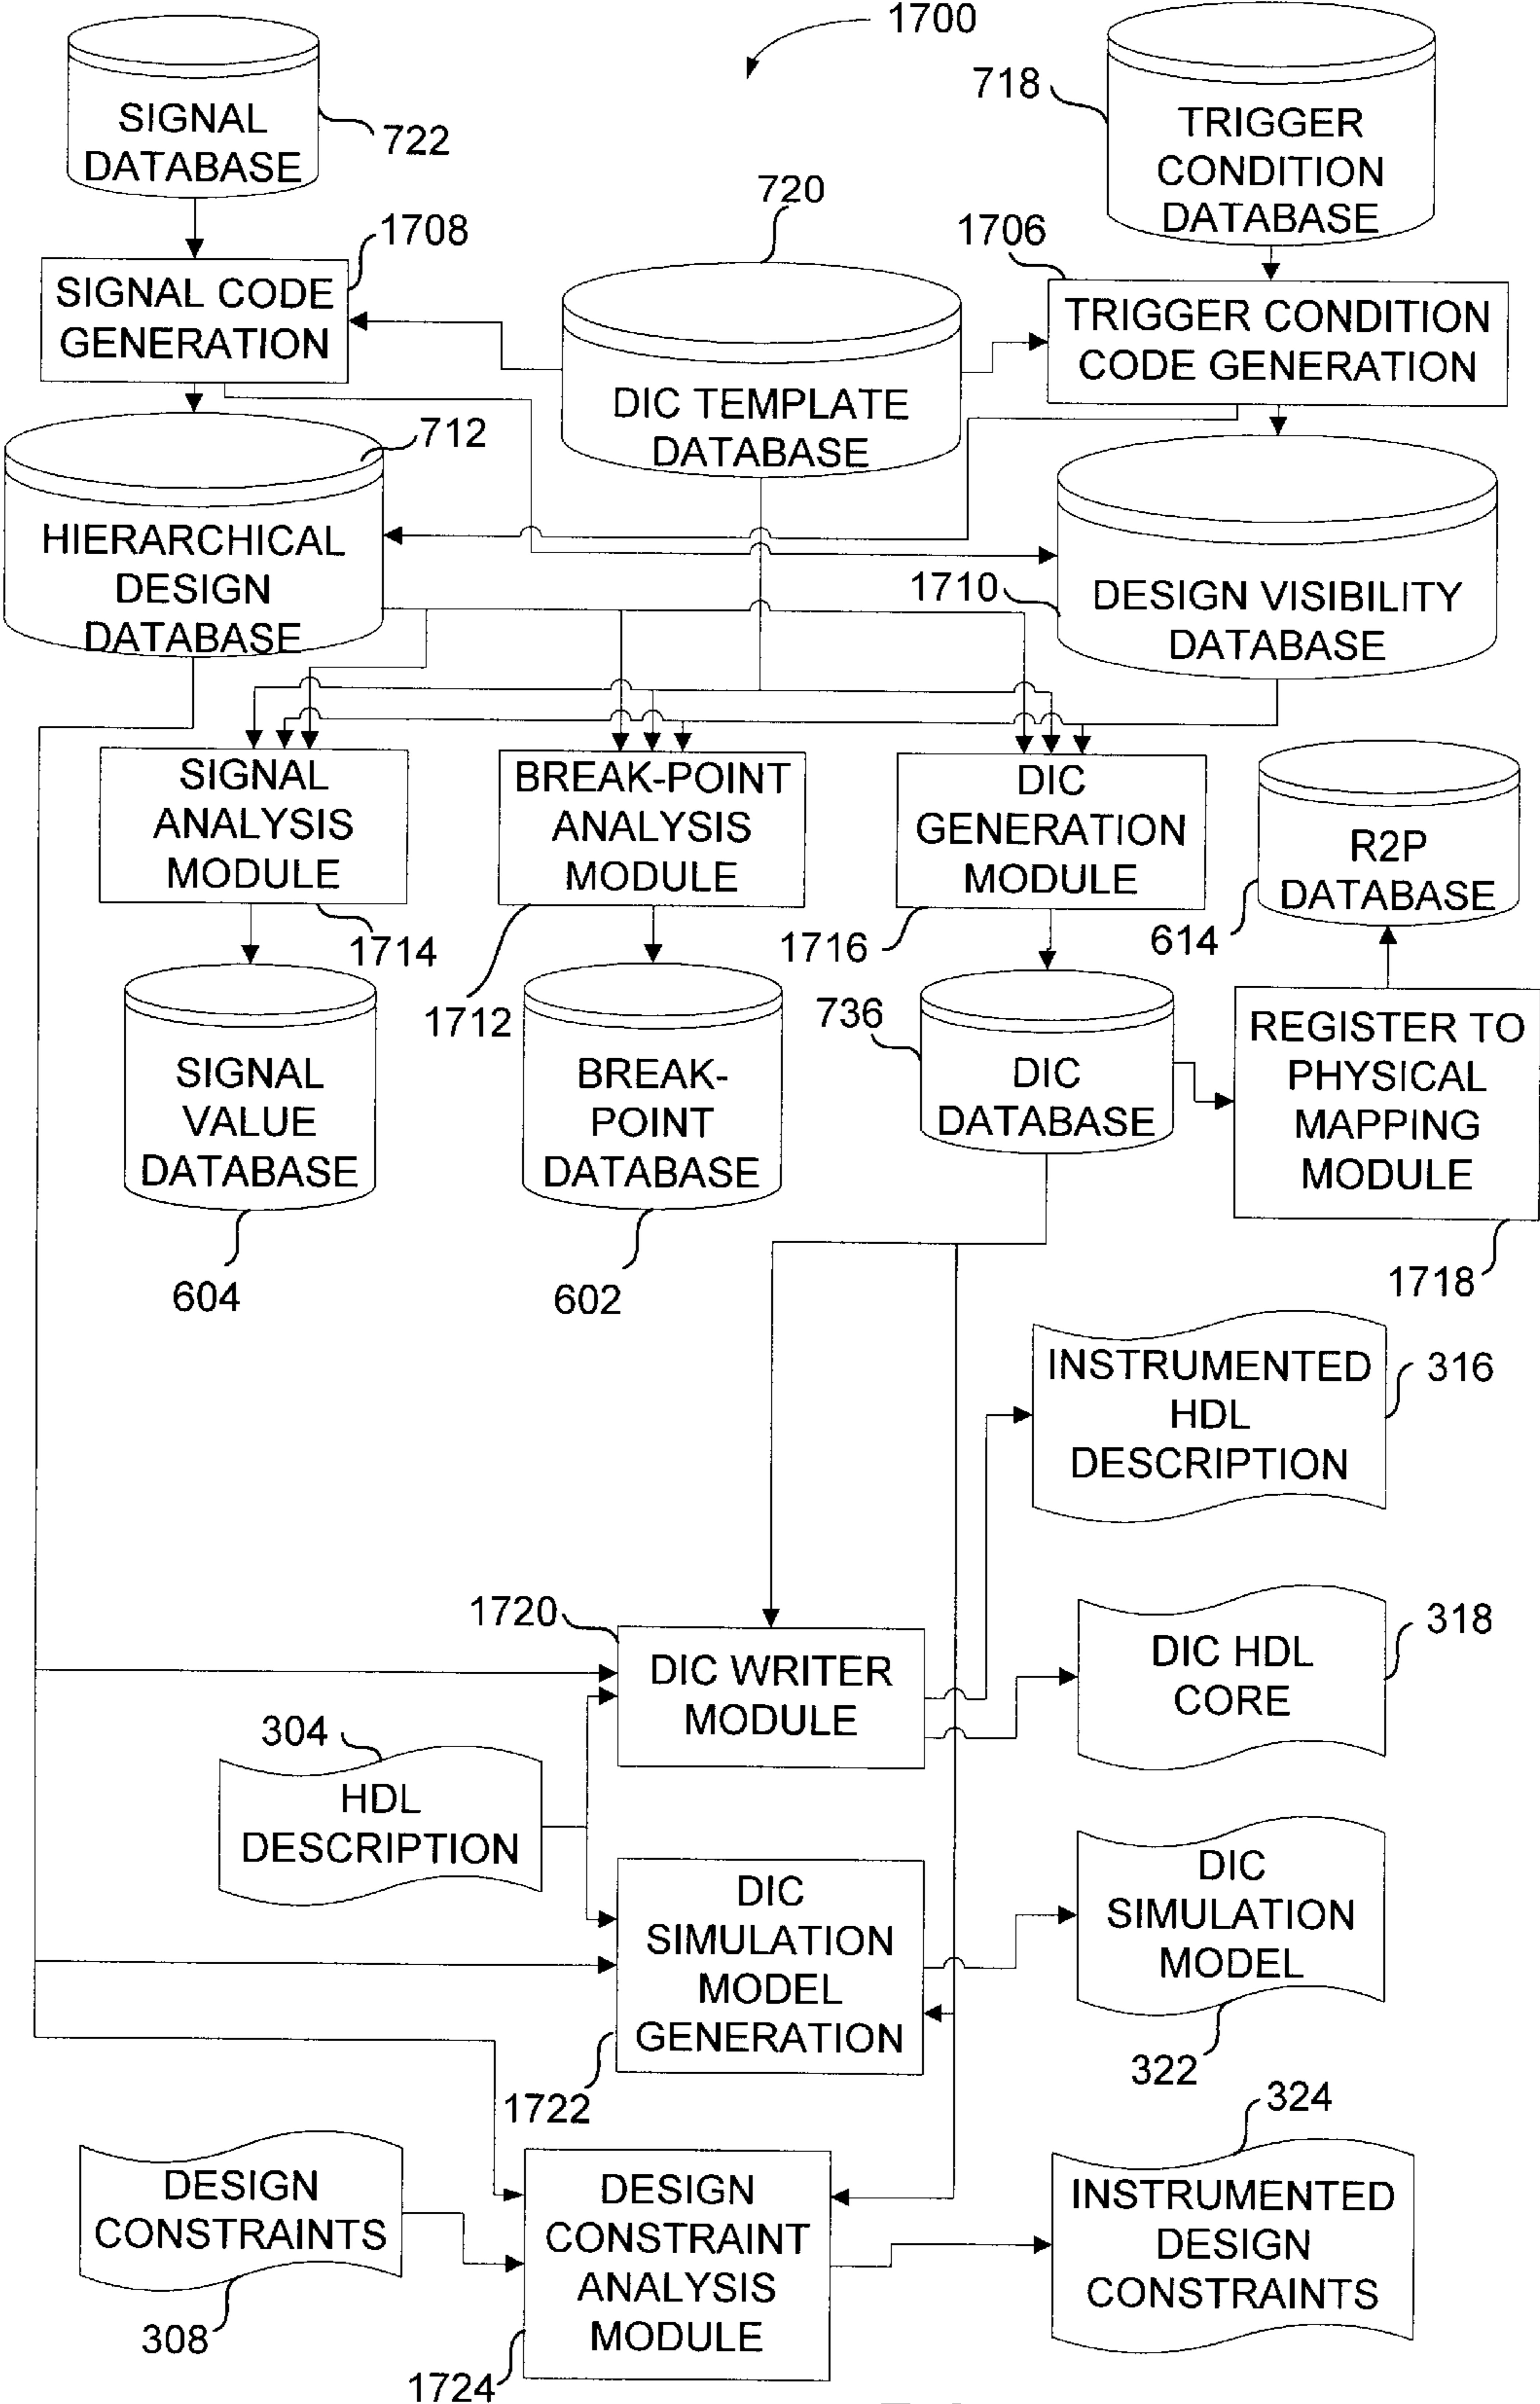 1700
SIGNAL
DATABASE
722
718
TRIGGER
CONDITION
DATABASE
720
1708
SIGNAL CODE
GENERATION
DIC TEMPLATE
DATABASE
1706
TRIGGER CONDITION
CODE GENERATION
712
HIERARCHICAL
DESIGN
DATABASE
1710
DESIGN VISIBILITY
DATABASE
SIGNAL
ANALYSIS
MODULE
1714
BREAK-POINT
ANALYSIS
MODULE
1712
DIC
GENERATION
MODULE
1716
R2P
DATABASE
614
SIGNAL
VALUE
DATABASE
604
BREAK-
POINT
DATABASE
602
736
DIC
DATABASE
REGISTER TO
PHYSICAL
MAPPING
MODULE
1718
INSTRUMENTED
HDL
DESCRIPTION
316
1720
DIC WRITER
MODULE
DIC HDL
CORE
318
304
HDL
DESCRIPTION
DIC
SIMULATION
MODEL
GENERATION
1722
DIC
SIMULATION
MODEL
322
DESIGN
CONSTRAINTS
308
DESIGN
CONSTRAINT
ANALYSIS
MODULE
1724
324
INSTRUMENTED
DESIGN
CONSTRAINTS